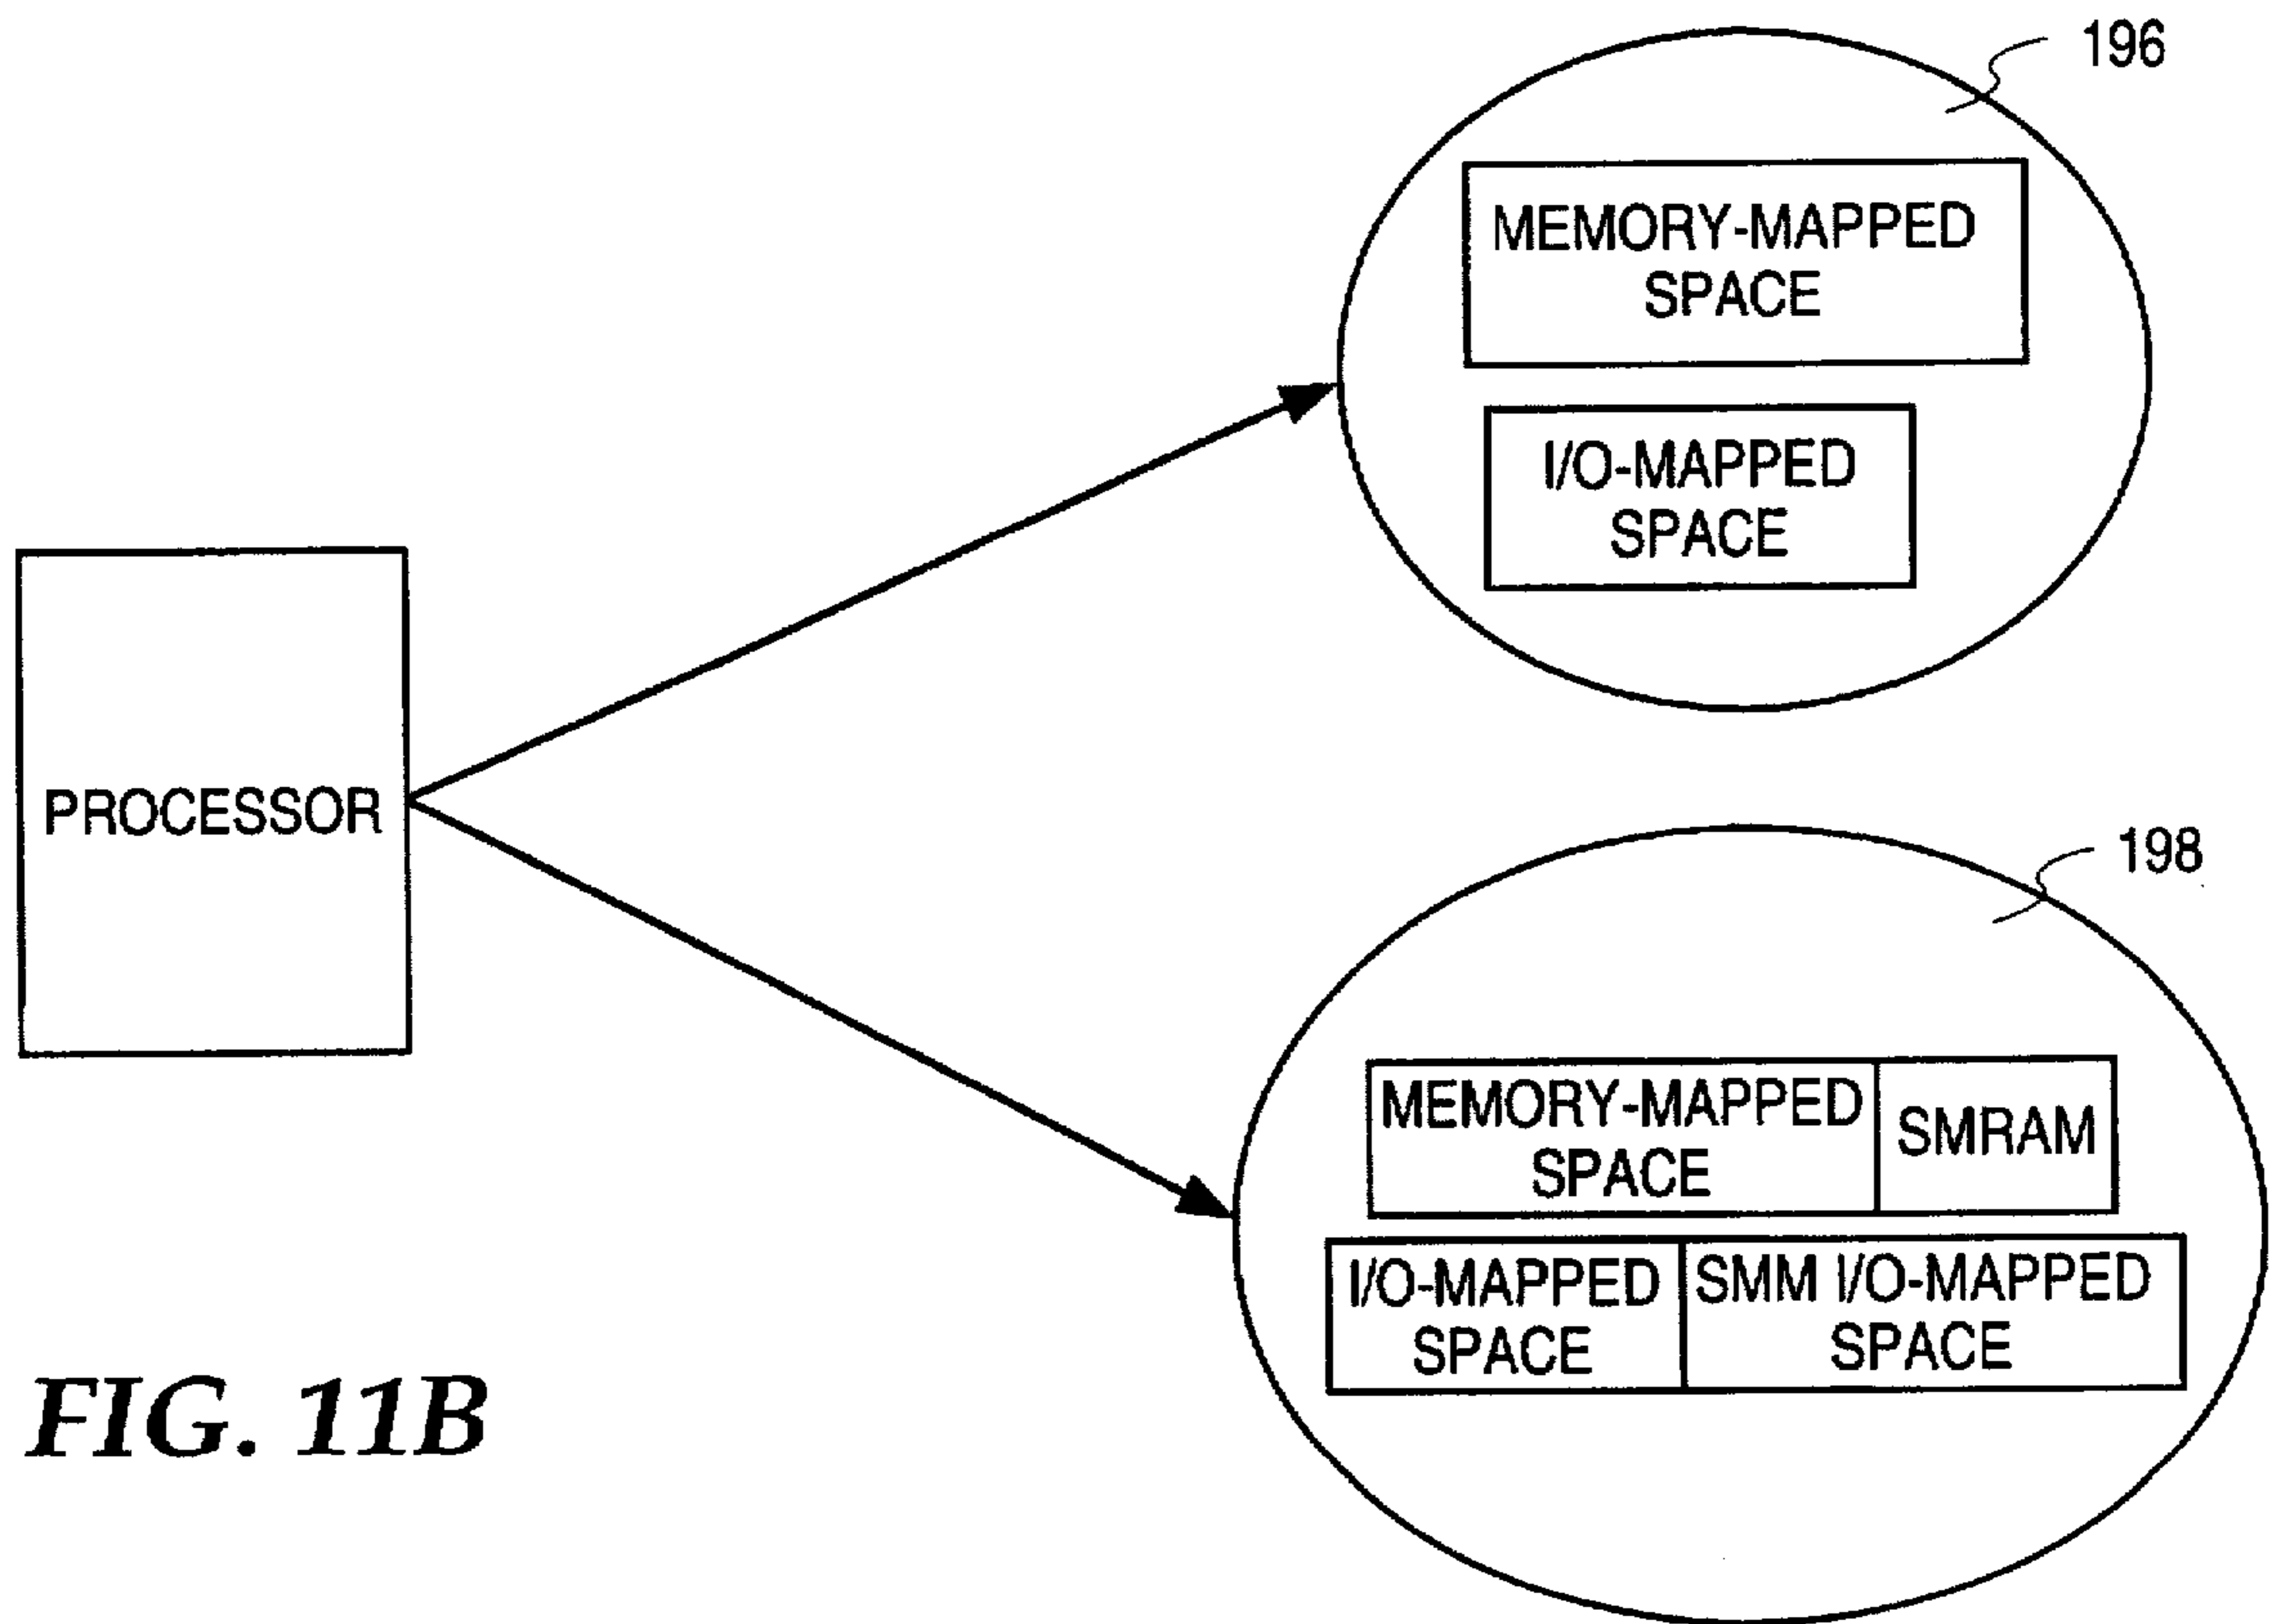 196
MEMORY-MAPPED
SPACE
I/O-MAPPED
SPACE
PROCESSOR
198
MEMORY-MAPPED
SPACE
SMRAM
I/O-MAPPED
SPACE
SMM I/O-MAPPED
SPACE
FIG. 11B